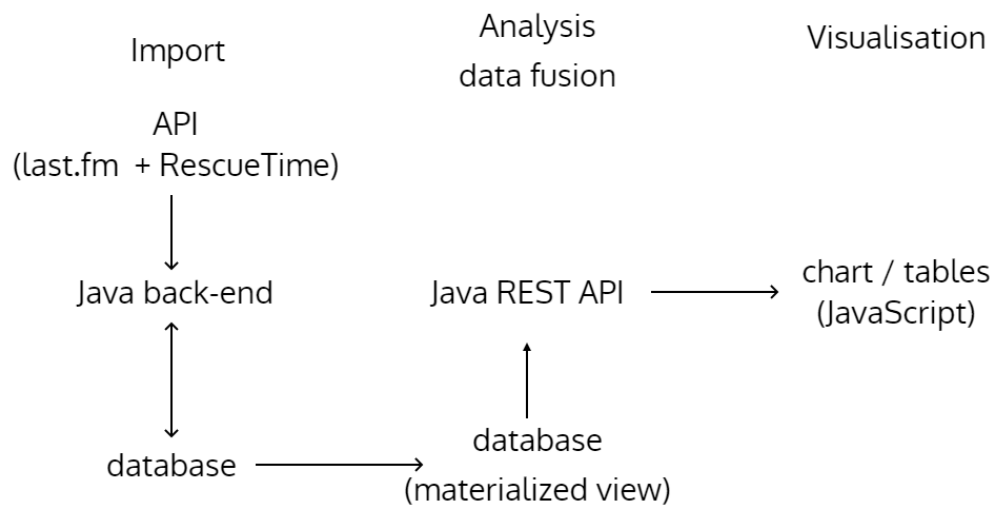 Import
Analysis
data fusion
Visualisation
API
(last.fm + RescueTime)
Java back-end
Java REST API
chart / tables
(JavaScript)
database
database
(materialized view)